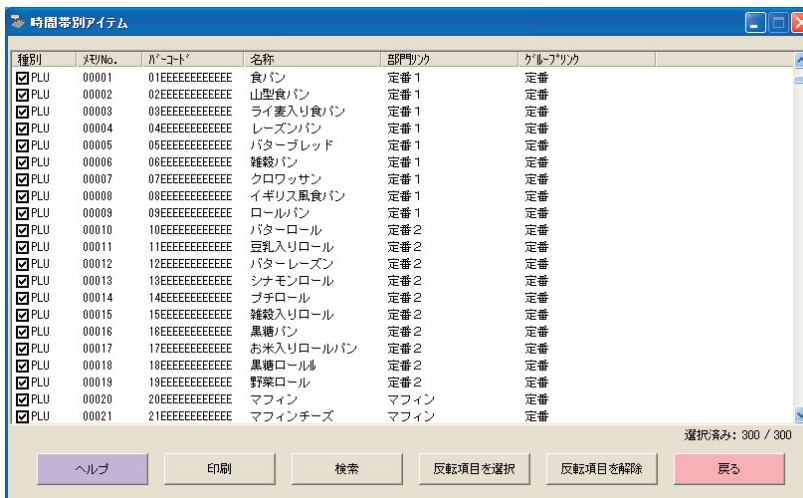 時間帯別アイテム
種別 ﾒﾓﾘNo. ﾊﾞｰｺｰﾄﾞ 名称 部門ﾘﾝｸ ｸﾞﾙｰﾌﾟﾘﾝｸ
PLU 00001 01EEEEEEEEEEE 食パン 定番１ 定番
PLU 00002 02EEEEEEEEEEE 山型食パン 定番１ 定番
PLU 00003 03EEEEEEEEEEE ライ麦入り食パン 定番１ 定番
PLU 00004 04EEEEEEEEEEE レーズンパン 定番１ 定番
PLU 00005 05EEEEEEEEEEE バターブレッド 定番１ 定番
PLU 00006 06EEEEEEEEEEE 雑穀パン 定番１ 定番
PLU 00007 07EEEEEEEEEEE クロワッサン 定番１ 定番
PLU 00008 08EEEEEEEEEEE イギリス風食パン 定番１ 定番
PLU 00009 09EEEEEEEEEEE ロールパン 定番１ 定番
PLU 00010 10EEEEEEEEEEE バターロール 定番２ 定番
PLU 00011 11EEEEEEEEEEE 豆乳入りロール 定番２ 定番
PLU 00012 12EEEEEEEEEEE バターレーズン 定番２ 定番
PLU 00013 13EEEEEEEEEEE シナモンロール 定番２ 定番
PLU 00014 14EEEEEEEEEEE プチロール 定番２ 定番
PLU 00015 15EEEEEEEEEEE 雑穀入りロール 定番２ 定番
PLU 00016 16EEEEEEEEEEE 黒糖パン 定番２ 定番
PLU 00017 17EEEEEEEEEEE お米入りロールパン 定番２ 定番
PLU 00018 18EEEEEEEEEEE 黒糖ロール 定番２ 定番
PLU 00019 19EEEEEEEEEEE 野菜ロール 定番２ 定番
PLU 00020 20EEEEEEEEEEE マフィン マフィン 定番
PLU 00021 21EEEEEEEEEEE マフィンチーズ マフィン 定番
選択済み: 300 / 300
ヘルプ 印刷 検索 反転項目を選択 反転項目を解除 戻る